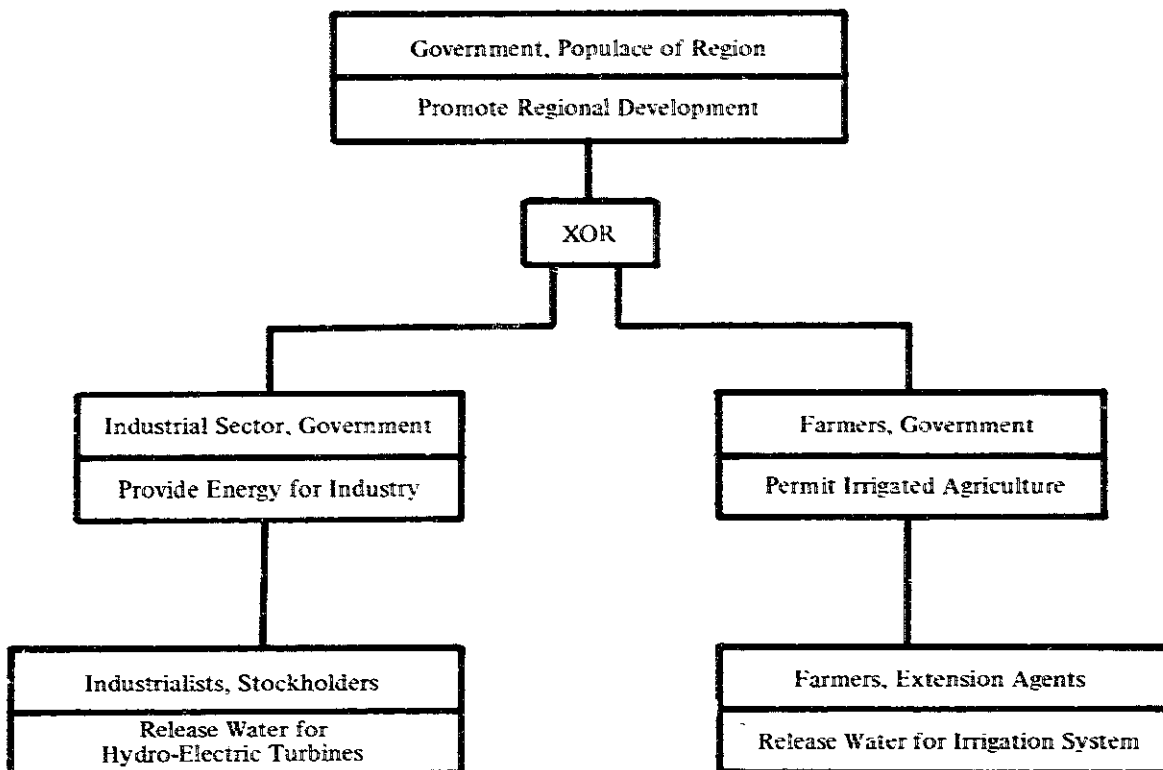 Government, Populace of Region
Promote Regional Development
XOR
Industrial Sector, Government
Provide Energy for Industry
Farmers, Government
Permit Irrigated Agriculture
Industrialists, Stockholders
Release Water for
Hydro-Electric Turbines
Farmers, Extension Agents
Release Water for Irrigation System